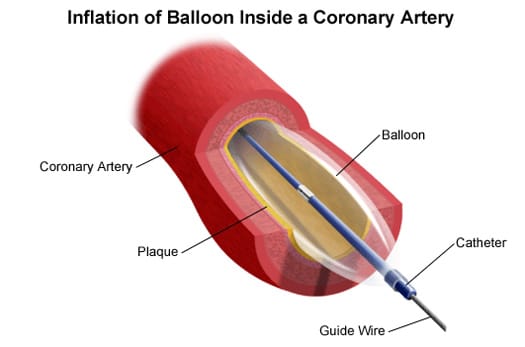 Inflation of Balloon Inside a Coronary Artery
Balloon
Coronary Artery
Catheter
Plaque
Guide Wire